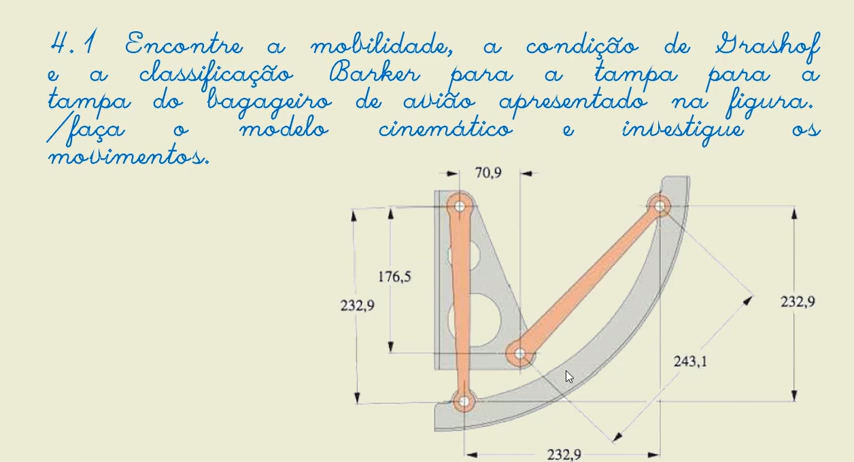 4.1 Encontre a mobilidade, a condição de Grashof
e a classificação Barker para a tampa para a
tampa do bagageiro de avião apresentado na figura.
/faça o modelo cinemático e investigue os
movimentos.
70,9
176,5
232,9
232,9
243,1
232,9